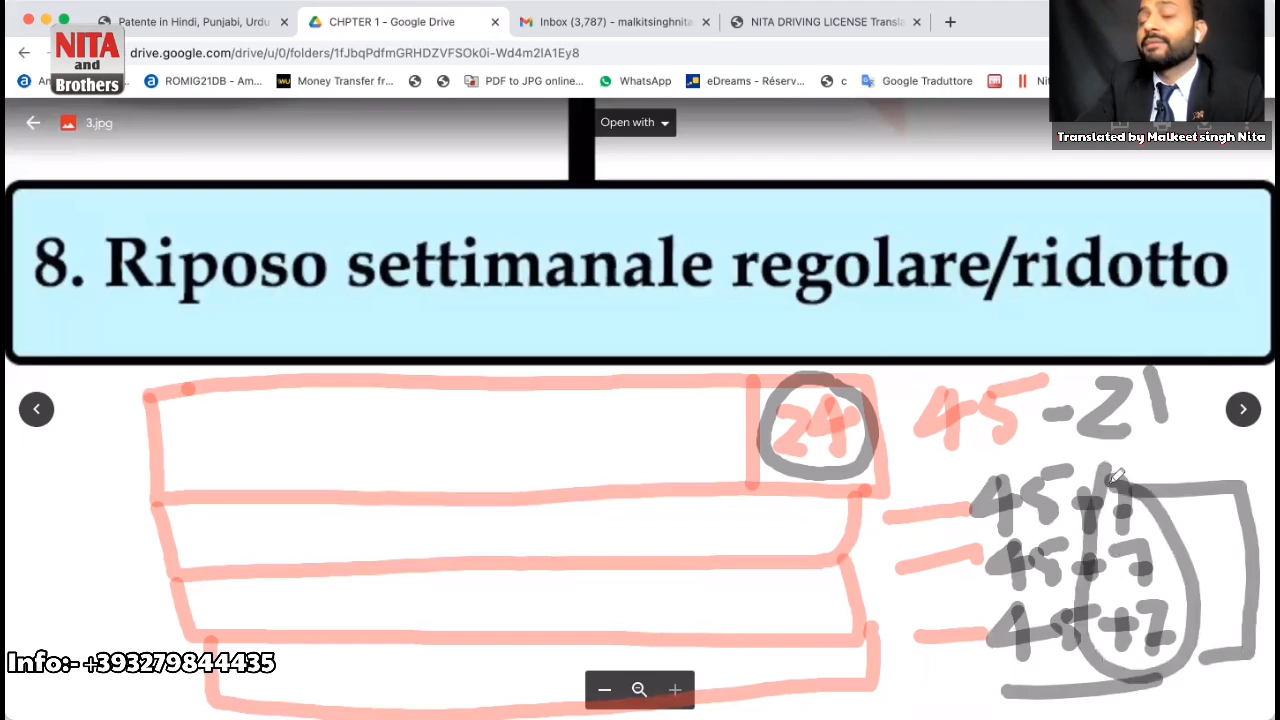 Patente in Hindi, Punjabi, Urdu
CHPTER 1 - Google Drive
Inbox (3,787) - malkitsinghnita
NITA DRIVING LICENSE Transla
NITA
and
Brothers
drive.google.com/drive/u/0/folders/1fJbqPdfmGRHDZVFSOk0i-Wd4m2IA1Ey8
ROMIG21DB - Am...
Money Transfer fr...
PDF to JPG online...
WhatsApp
eDreams - Réserv...
c
Google Traduttore
3.jpg
Open with
Translated by Malkeet singh Nita
8. Riposo settimanale regolare/ridotto
24 45 - 21
45 + 7
45 + 7
45 + 7
Info:- +393279844435